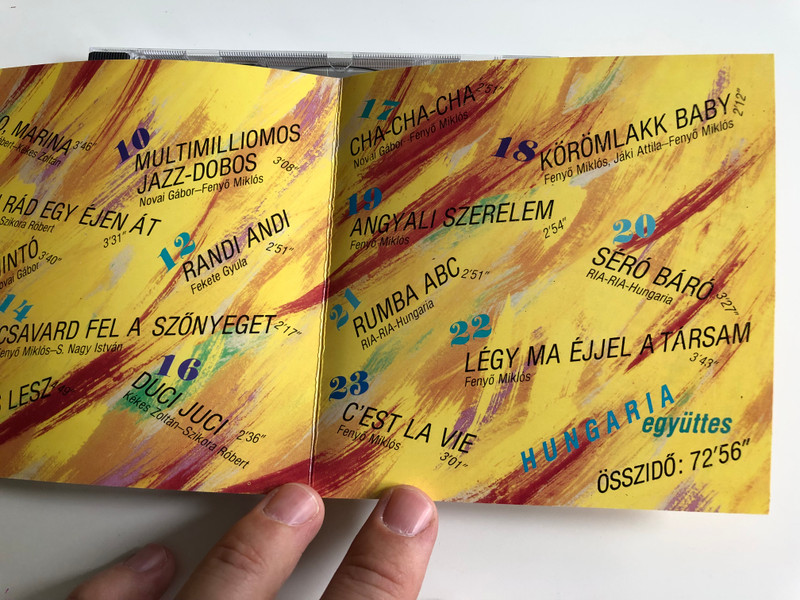 O, MARINA 3'46"
10
MULTIMILLIOMOS
JAZZ-DOBOS 3'08"
Novai Gábor–Fenyő Miklós
RÁD EGY ÉJEN ÁT
Szikora Róbert 3'31"
12
RANDI ANDI 2'51"
Fekete Gyula
3'40"
Gábor
14
CSAVARD FEL A SZŐNYEGET 2'17"
Fenyő Miklós–S. Nagy István
LESZ
16
DUCI JUCI 2'36"
Kékes Zoltán–Szikora Róbert
17
CHA-CHA-CHA 2'51"
Novai Gábor–Fenyő Miklós
18 KÖRÖMLAKK BABY 2'12"
Fenyő Miklós, Jáki Attila–Fenyő Miklós
19
ANGYALI SZERELEM 2'54"
Fenyő Miklós
20
SÉRÓ BÁRÓ 3'27"
RIA-RIA-Hungaria
21 RUMBA ABC 2'51"
RIA-RIA-Hungaria
22
LÉGY MA ÉJJEL A TÁRSAM 3'43"
Fenyő Miklós
23
C'EST LA VIE 3'01"
Fenyő Miklós
HUNGARIA
együttes
ÖSSZIDŐ: 72'56"